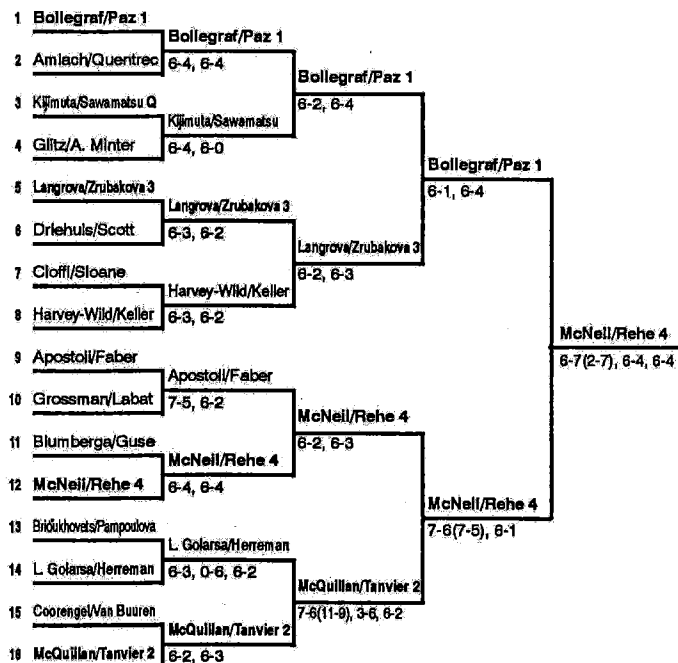 1 Bollegraf/Paz 1
2 Amiach/Quentrec
3 Kijimuta/Sawamatsu Q
4 Glitz/A. Minter
5 Langrova/Zrubakova 3
6 Driehuis/Scott
7 Cioffi/Sloane
8 Harvey-Wild/Keller
9 Apostoli/Faber
10 Grossman/Labat
11 Blumberga/Guse
12 McNeil/Rehe 4
13 Brioukhovets/Pampoulova
14 L. Golarsa/Herreman
15 Coorengel/Van Buuren
16 McQuillan/Tanvier 2
Bollegraf/Paz 1
6-4, 6-4
Kijimuta/Sawamatsu
6-4, 6-0
Langrova/Zrubakova 3
6-3, 6-2
Harvey-Wild/Keller
6-3, 6-2
Apostoli/Faber
7-5, 6-2
McNeil/Rehe 4
6-4, 6-4
L. Golarsa/Herreman
6-3, 0-6, 6-2
McQuillan/Tanvier 2
6-2, 6-3
Bollegraf/Paz 1
6-2, 6-4
Langrova/Zrubakova 3
6-2, 6-3
McNeil/Rehe 4
6-2, 6-3
McQuillan/Tanvier 2
7-6(11-9), 3-6, 6-2
Bollegraf/Paz 1
6-1, 6-4
McNeil/Rehe 4
7-6(7-5), 6-1
McNeil/Rehe 4
6-7(2-7), 6-4, 6-4